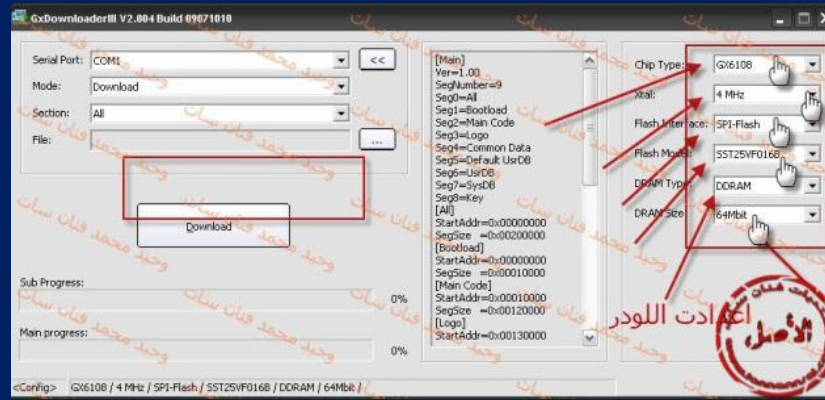 GxDownloaderIII V2.004 Build 09071010
Serial Port: COM1 <<
Mode: Download
Section: All
File: ...
Download
Sub Progress:
0%
Main progress:
0%
[Main]
Ver=1.00
SegNumber=9
Seg0=All
Seg1=Bootload
Seg2=Main Code
Seg3=Logo
Seg4=Common Data
Seg5=Default UsrDB
Seg6=UsrDB
Seg7=SysDB
Seg8=Key
[All]
StartAddr=0x00000000
SegSize =0x00200000
[Bootload]
StartAddr=0x00000000
SegSize =0x00010000
[Main Code]
StartAddr=0x00010000
SegSize =0x00120000
[Logo]
StartAddr=0x00130000
Chip Type: GX6108
Xtal: 4 MHz
Flash Interface: SPI-Flash
Flash Model: SST25VF016B
DRAM Type: DDRAM
DRAM Size: 64Mbit
اعدادت اللودر
الأصل
<Config> GX6108 / 4 MHz / SPI-Flash / SST25VF016B / DDRAM / 64Mbit /
وحيد محمد فنان سات